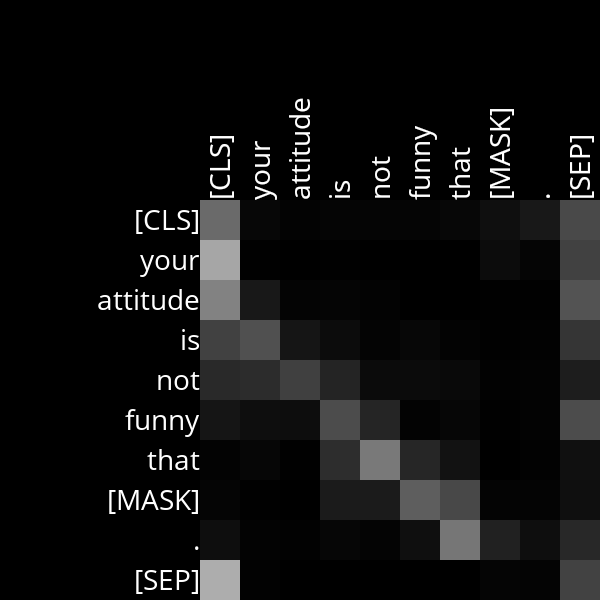 [CLS] your attitude is not funny that [MASK] . [SEP]
[CLS]
your
attitude
is
not
funny
that
[MASK]
.
[SEP]